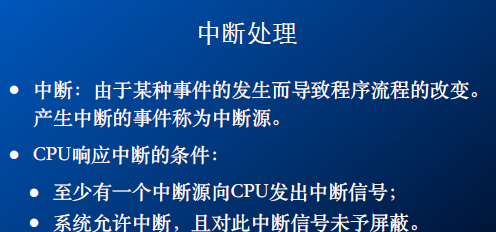 中断处理
● 中断：由于某种事件的发生而导致程序流程的改变。
产生中断的事件称为中断源。
● CPU响应中断的条件：
● 至少有一个中断源向CPU发出中断信号；
● 系统允许中断，且对此中断信号未予屏蔽。